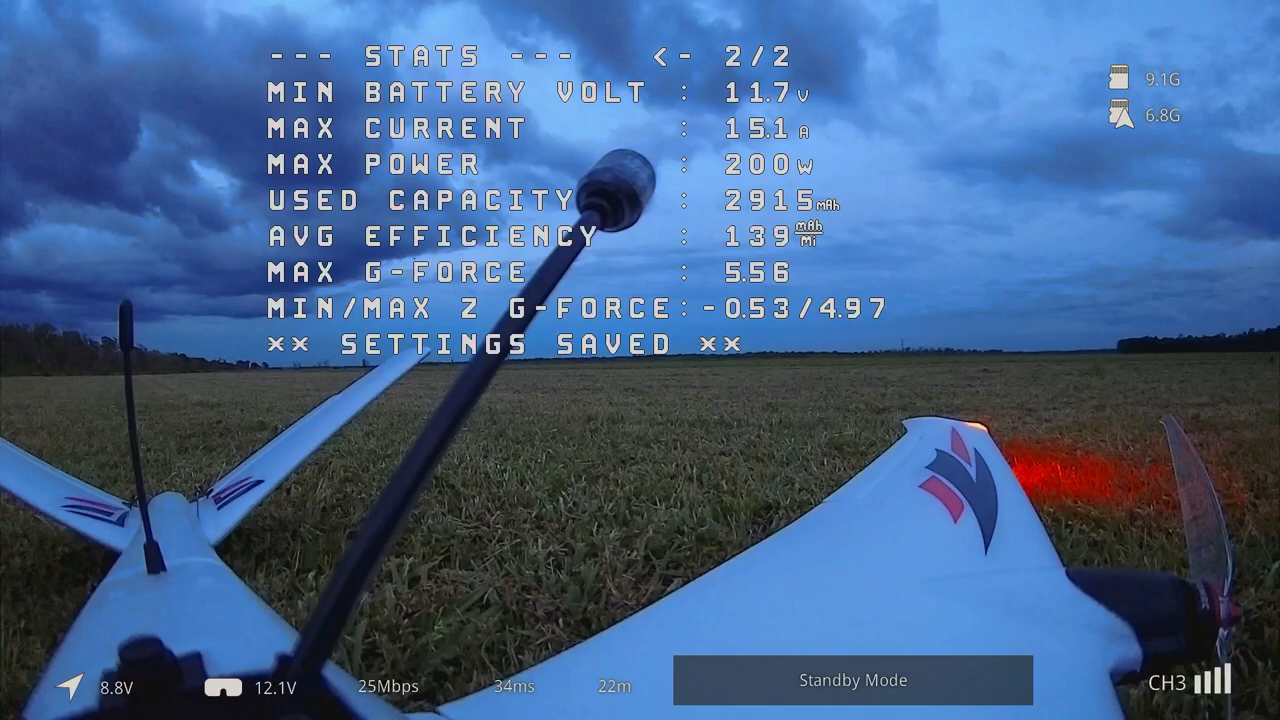 --- STATS --- <- 2/2
MIN BATTERY VOLT : 11.7V
MAX CURRENT : 15.1 A
MAX POWER : 200W
USED CAPACITY : 2915mAh
AVG EFFICIENCY : 139mAh/Mi
MAX G-FORCE : 5.56
MIN/MAX Z G-FORCE:-0.53/4.97
** SETTINGS SAVED **
9.1G
6.8G
Standby Mode
8.8V 12.1V 25Mbps 34ms 22m CH3